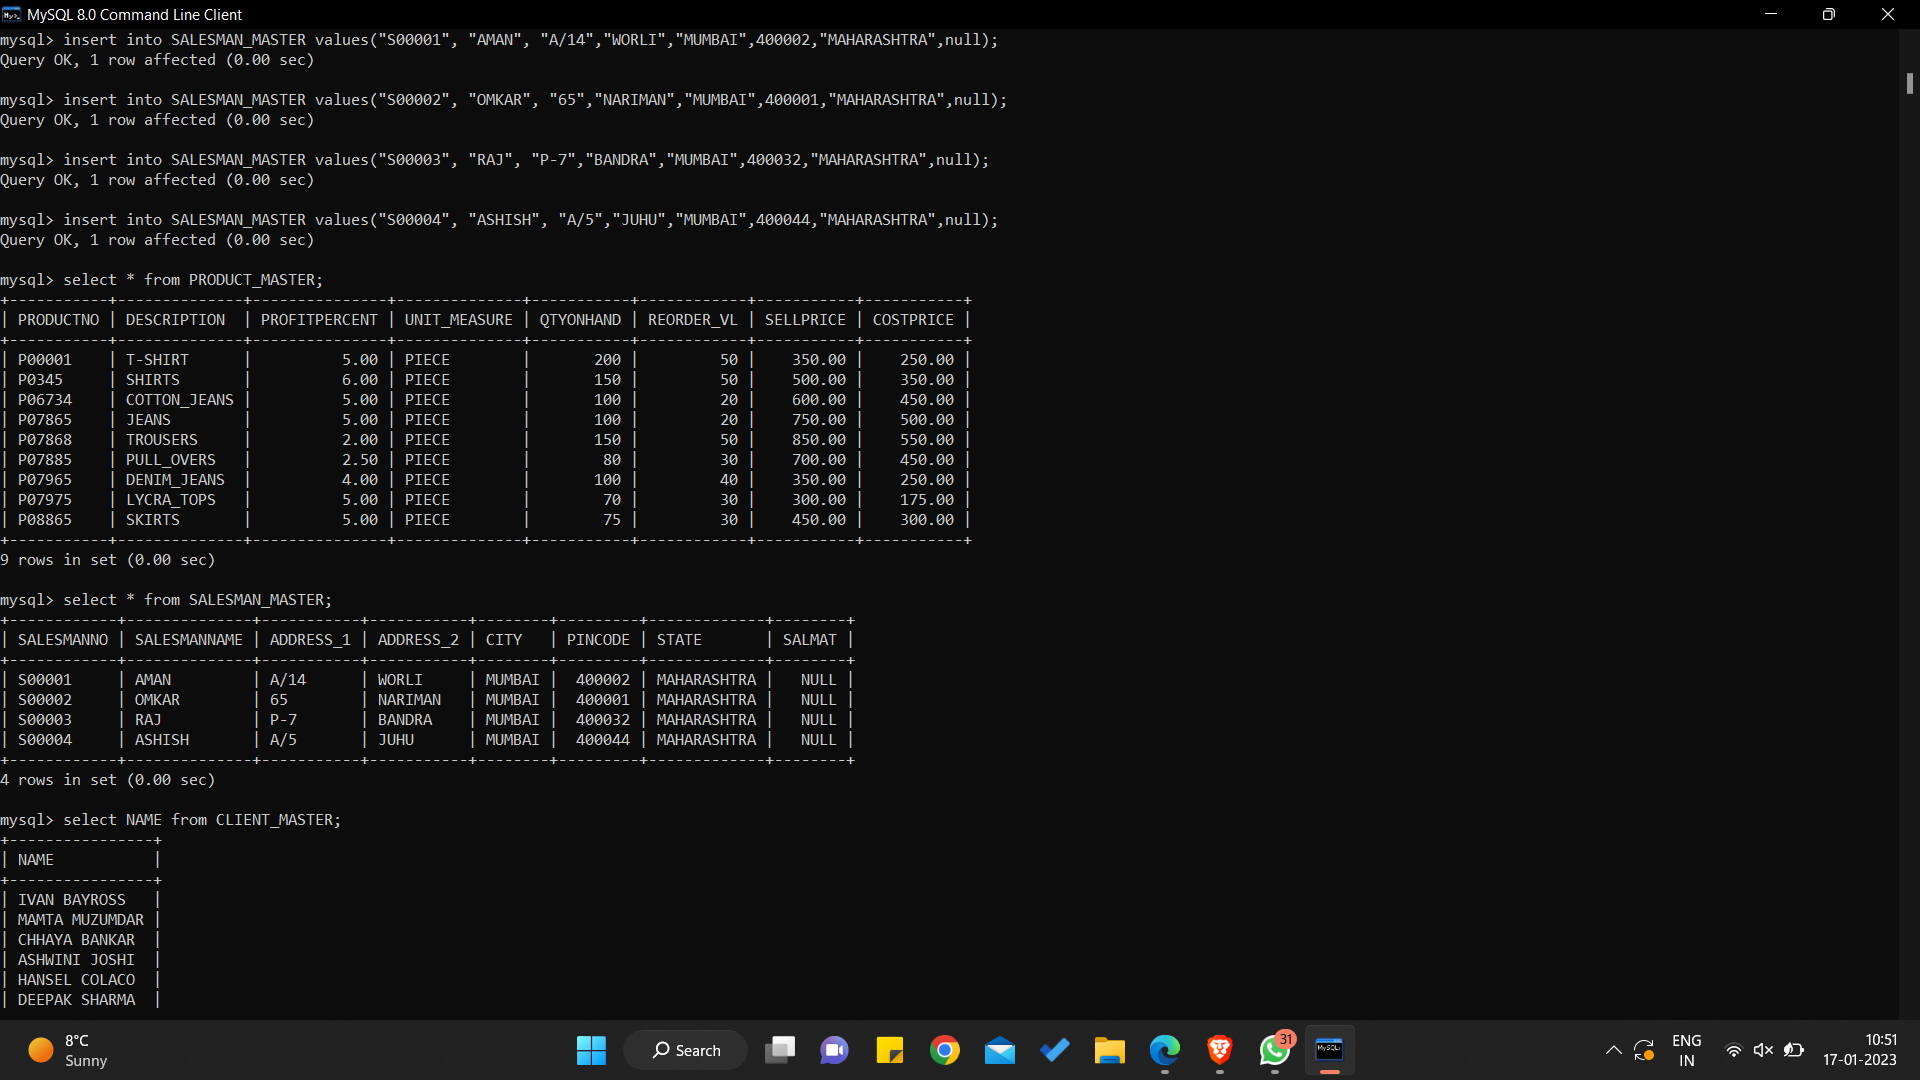 MySQL 8.0 Command Line Client
mysql> insert into SALESMAN_MASTER values("S00001", "AMAN", "A/14","WORLI","MUMBAI",400002,"MAHARASHTRA",null);
Query OK, 1 row affected (0.00 sec)
mysql> insert into SALESMAN_MASTER values("S00002", "OMKAR", "65","NARIMAN","MUMBAI",400001,"MAHARASHTRA",null);
Query OK, 1 row affected (0.00 sec)
mysql> insert into SALESMAN_MASTER values("S00003", "RAJ", "P-7","BANDRA","MUMBAI",400032,"MAHARASHTRA",null);
Query OK, 1 row affected (0.00 sec)
mysql> insert into SALESMAN_MASTER values("S00004", "ASHISH", "A/5","JUHU","MUMBAI",400044,"MAHARASHTRA",null);
Query OK, 1 row affected (0.00 sec)
mysql> select * from PRODUCT_MASTER;
+-----------+--------------+---------------+--------------+-----------+------------+-----------+-----------+
| PRODUCTNO | DESCRIPTION  | PROFITPERCENT | UNIT_MEASURE | QTYONHAND | REORDER_VL | SELLPRICE | COSTPRICE |
+-----------+--------------+---------------+--------------+-----------+------------+-----------+-----------+
| P00001    | T-SHIRT      |          5.00 | PIECE        |       200 |         50 |    350.00 |    250.00 |
| P0345     | SHIRTS       |          6.00 | PIECE        |       150 |         50 |    500.00 |    350.00 |
| P06734    | COTTON_JEANS |          5.00 | PIECE        |       100 |         20 |    600.00 |    450.00 |
| P07865    | JEANS        |          5.00 | PIECE        |       100 |         20 |    750.00 |    500.00 |
| P07868    | TROUSERS     |          2.00 | PIECE        |       150 |         50 |    850.00 |    550.00 |
| P07885    | PULL_OVERS   |          2.50 | PIECE        |        80 |         30 |    700.00 |    450.00 |
| P07965    | DENIM_JEANS  |          4.00 | PIECE        |       100 |         40 |    350.00 |    250.00 |
| P07975    | LYCRA_TOPS   |          5.00 | PIECE        |        70 |         30 |    300.00 |    175.00 |
| P08865    | SKIRTS       |          5.00 | PIECE        |        75 |         30 |    450.00 |    300.00 |
+-----------+--------------+---------------+--------------+-----------+------------+-----------+-----------+
9 rows in set (0.00 sec)
mysql> select * from SALESMAN_MASTER;
+------------+--------------+-----------+-----------+--------+---------+-------------+--------+
| SALESMANNO | SALESMANNAME | ADDRESS_1 | ADDRESS_2 | CITY   | PINCODE | STATE       | SALMAT |
+------------+--------------+-----------+-----------+--------+---------+-------------+--------+
| S00001     | AMAN         | A/14      | WORLI     | MUMBAI |  400002 | MAHARASHTRA |   NULL |
| S00002     | OMKAR        | 65        | NARIMAN   | MUMBAI |  400001 | MAHARASHTRA |   NULL |
| S00003     | RAJ          | P-7       | BANDRA    | MUMBAI |  400032 | MAHARASHTRA |   NULL |
| S00004     | ASHISH       | A/5       | JUHU      | MUMBAI |  400044 | MAHARASHTRA |   NULL |
+------------+--------------+-----------+-----------+--------+---------+-------------+--------+
4 rows in set (0.00 sec)
mysql> select NAME from CLIENT_MASTER;
+----------------+
| NAME           |
+----------------+
| IVAN BAYROSS   |
| MAMTA MUZUMDAR |
| CHHAYA BANKAR  |
| ASHWINI JOSHI  |
| HANSEL COLACO  |
| DEEPAK SHARMA  |
8°C
Sunny
Search
31
MySQL
ENG
IN
10:51
17-01-2023